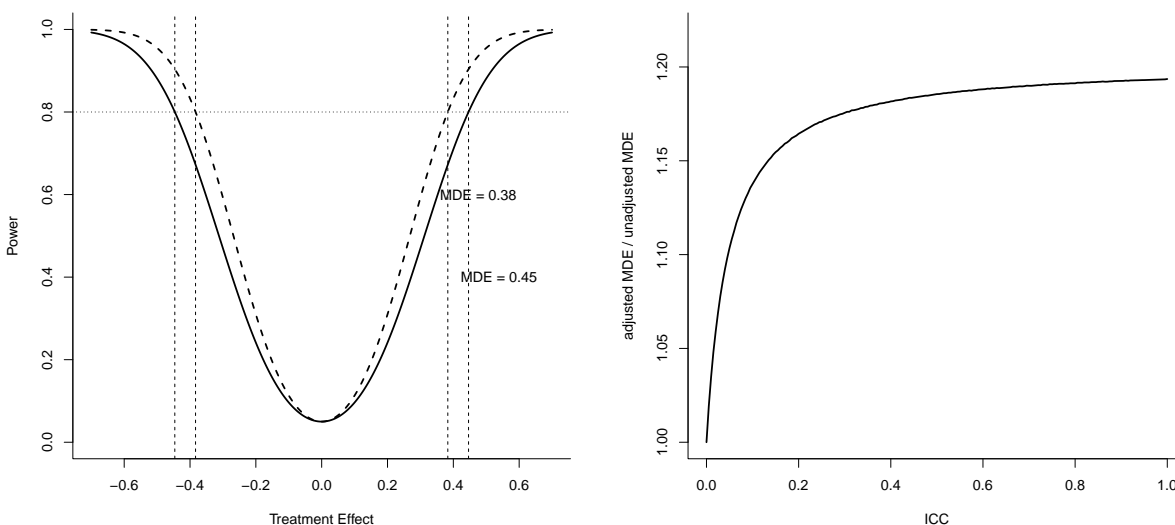 Power
1.0
0.8
0.6
0.4
0.2
0.0
MDE = 0.38
MDE = 0.45
−0.6 −0.4 −0.2 0.0 0.2 0.4 0.6
Treatment Effect
adjusted MDE / unadjusted MDE
1.20
1.15
1.10
1.05
1.00
0.0 0.2 0.4 0.6 0.8 1.0
ICC